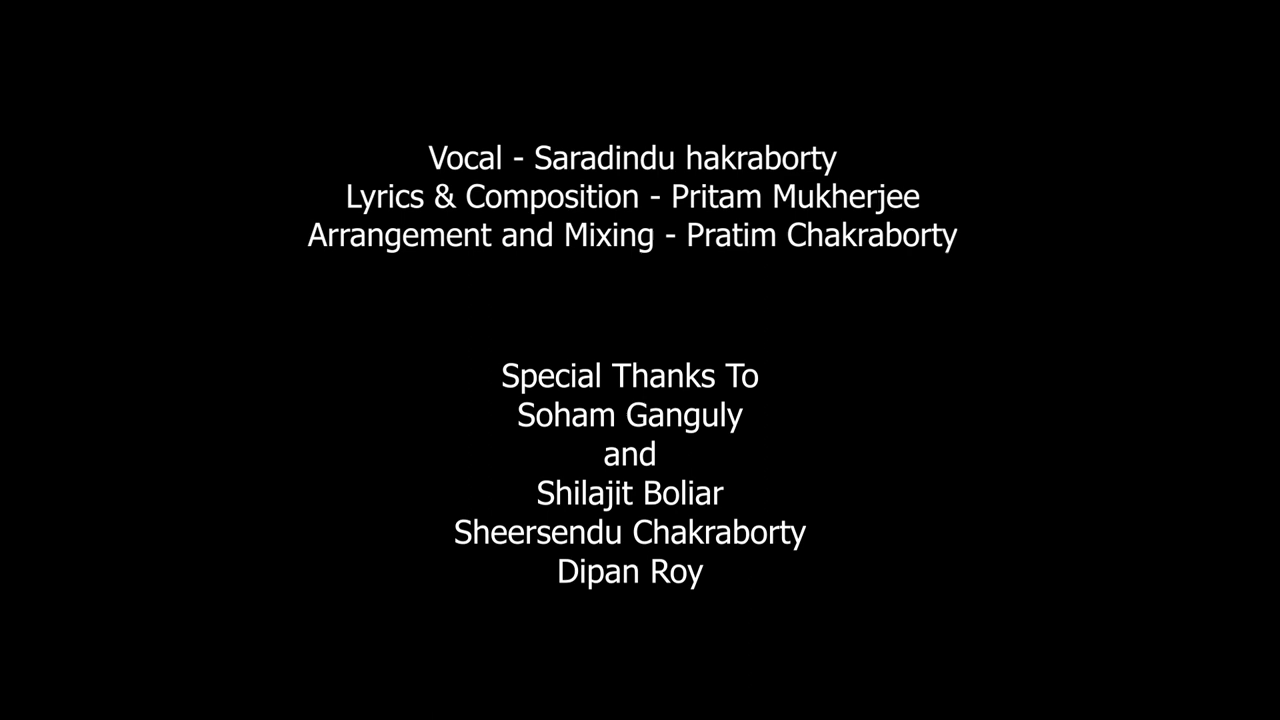 Vocal - Saradindu hakraborty
Lyrics & Composition - Pritam Mukherjee
Arrangement and Mixing - Pratim Chakraborty
Special Thanks To
Soham Ganguly
and
Shilajit Boliar
Sheersendu Chakraborty
Dipan Roy